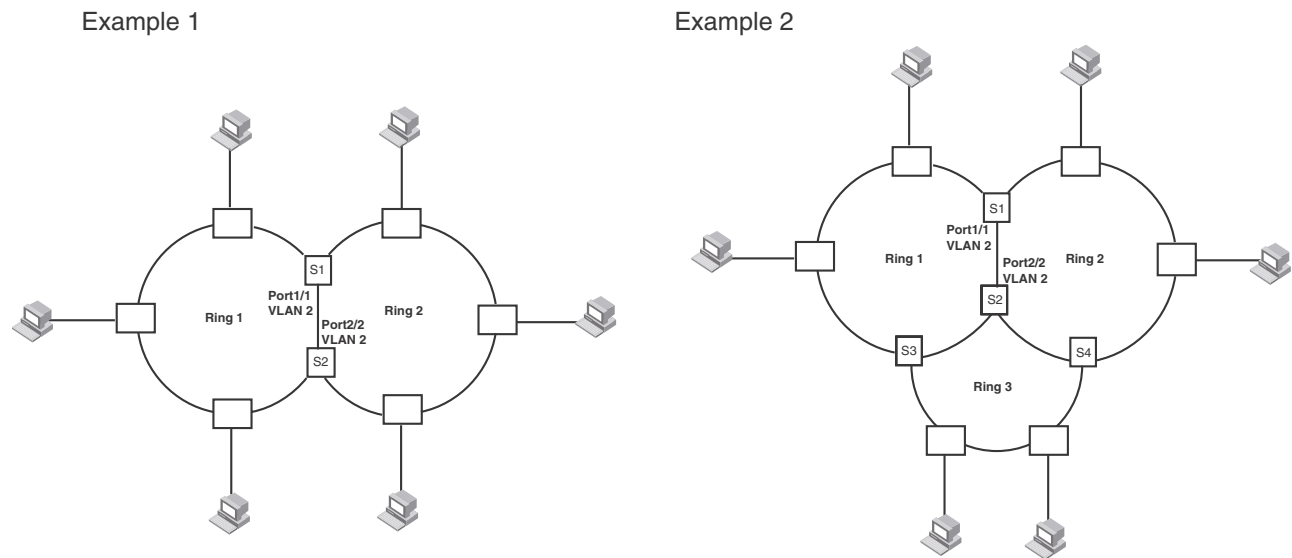 Example 1
S1
Port1/1
VLAN 2
Ring 1
Ring 2
Port2/2
VLAN 2
S2
Example 2
S1
Port1/1
VLAN 2
Ring 1
Ring 2
Port2/2
VLAN 2
S2
S3
S4
Ring 3